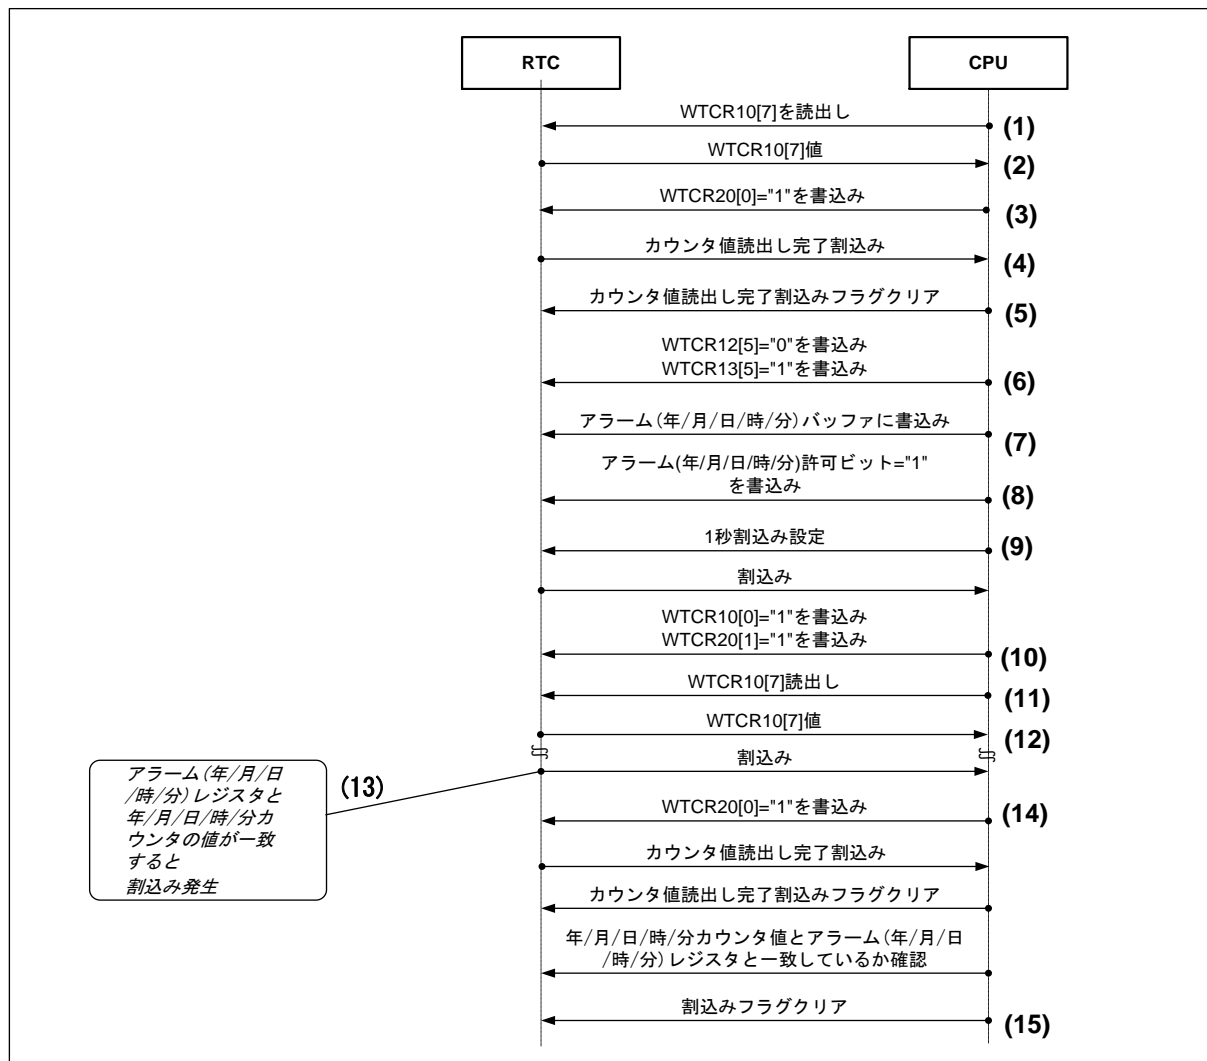 RTC
CPU
WTCR10[7]を読出し
(1)
WTCR10[7]値
(2)
WTCR20[0]="1"を書込み
(3)
カウンタ値読出し完了割込み
(4)
カウンタ値読出し完了割込みフラグクリア
(5)
WTCR12[5]="0"を書込み
WTCR13[5]="1"を書込み
(6)
アラーム(年/月/日/時/分)バッファに書込み
(7)
アラーム(年/月/日/時/分)許可ビット="1"
を書込み
(8)
1秒割込み設定
(9)
割込み
WTCR10[0]="1"を書込み
WTCR20[1]="1"を書込み
(10)
WTCR10[7]読出し
(11)
WTCR10[7]値
(12)
割込み
アラーム(年/月/日
/時/分)レジスタと
年/月/日/時/分カ
ウンタの値が一致
すると
割込み発生
(13)
WTCR20[0]="1"を書込み
(14)
カウンタ値読出し完了割込み
カウンタ値読出し完了割込みフラグクリア
年/月/日/時/分カウンタ値とアラーム(年/月/日
/時/分)レジスタと一致しているか確認
割込みフラグクリア
(15)